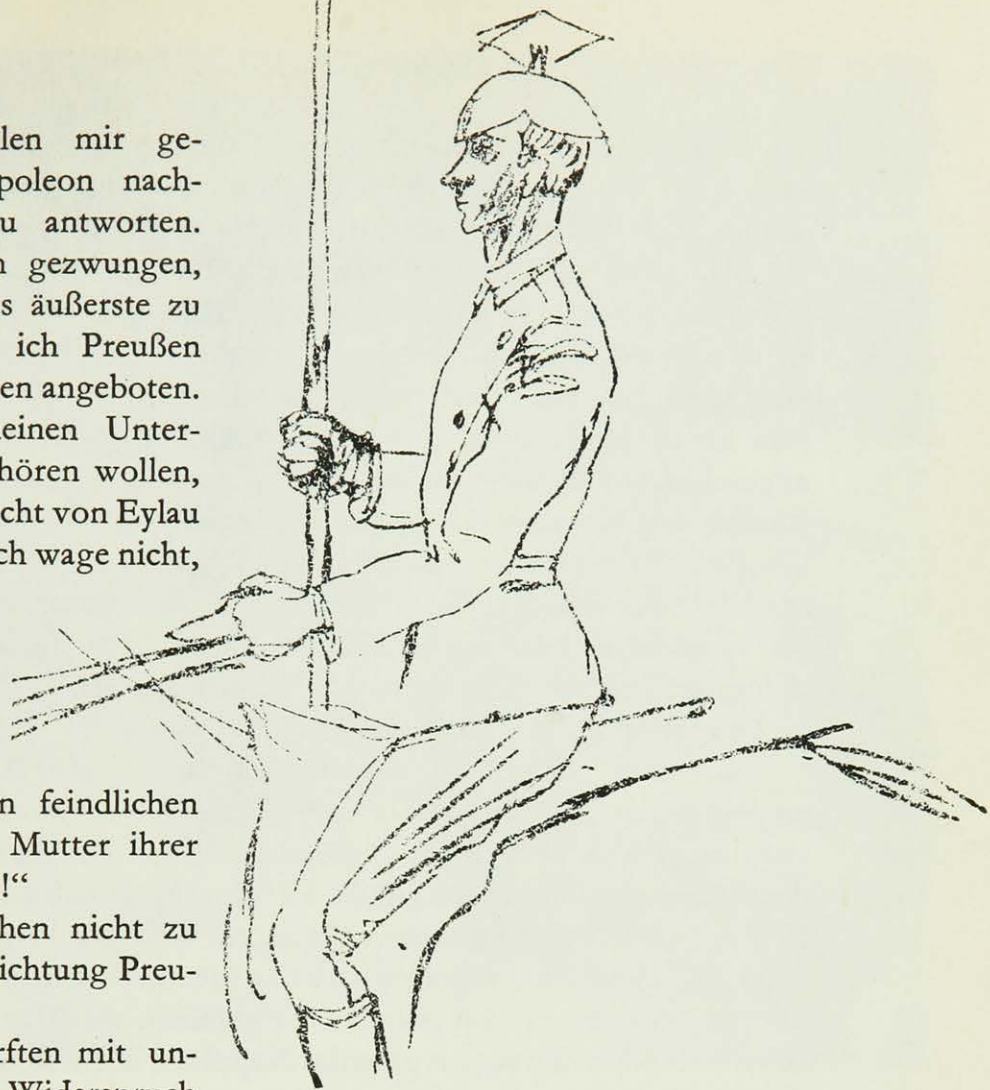 len mir ge-
poleon nach-
u antworten.
n gezwungen,
s äußerste zu
ich Preußen
en angeboten.
einen Unter-
hören wollen,
cht von Eylau
ch wage nicht,
n feindlichen
Mutter ihrer
!“
hen nicht zu
ichtung Preu-
rften mit un-
Widerspruch